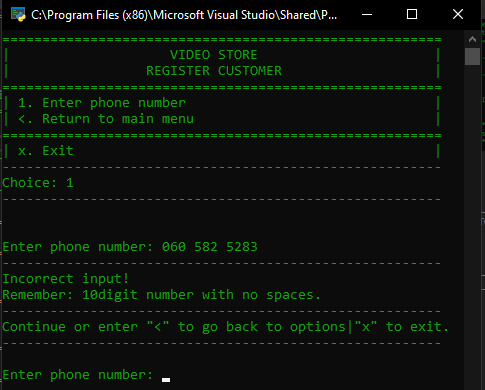 C:\Program Files (x86)\Microsoft Visual Studio\Shared\P...
VIDEO STORE
REGISTER CUSTOMER
1. Enter phone number
<. Return to main menu
x. Exit
Choice: 1
Enter phone number: 060 582 5283
Incorrect input!
Remember: 10digit number with no spaces.
Continue or enter "<" to go back to options|"x" to exit.
Enter phone number: